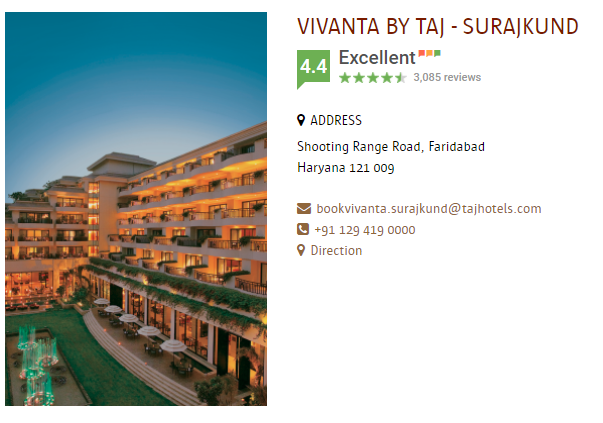 VIVANTA BY TAJ - SURAJKUND
4.4
Excellent
3,085 reviews
ADDRESS
Shooting Range Road, Faridabad
Haryana 121 009
bookvivanta.surajkund@tajhotels.com
+91 129 419 0000
Direction